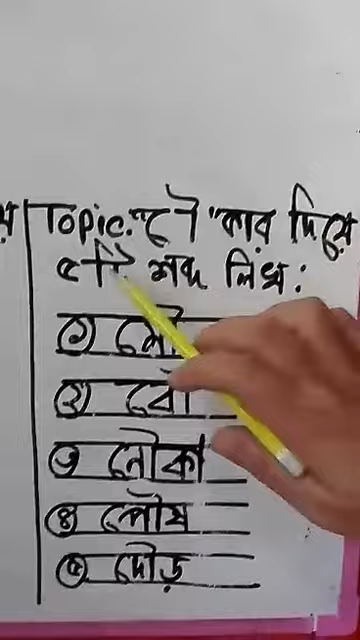 Topic: "ৌ" কার দিয়ে
৫টি শব্দ লিখ:
১) মৌ
২) বৌ
৩) নৌকা
৪) পৌষ
৫) দৌড়